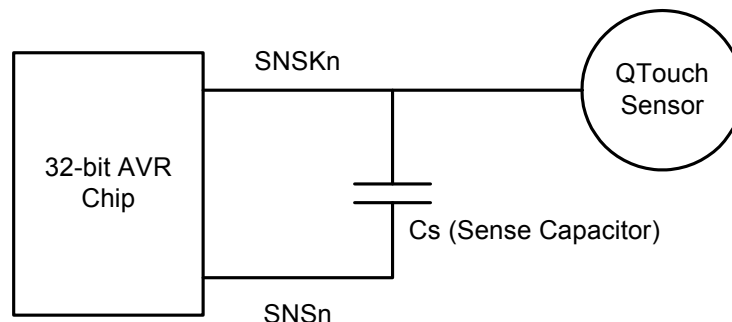 SNSKn
QTouch
Sensor
32-bit AVR
Chip
Cs (Sense Capacitor)
SNSn